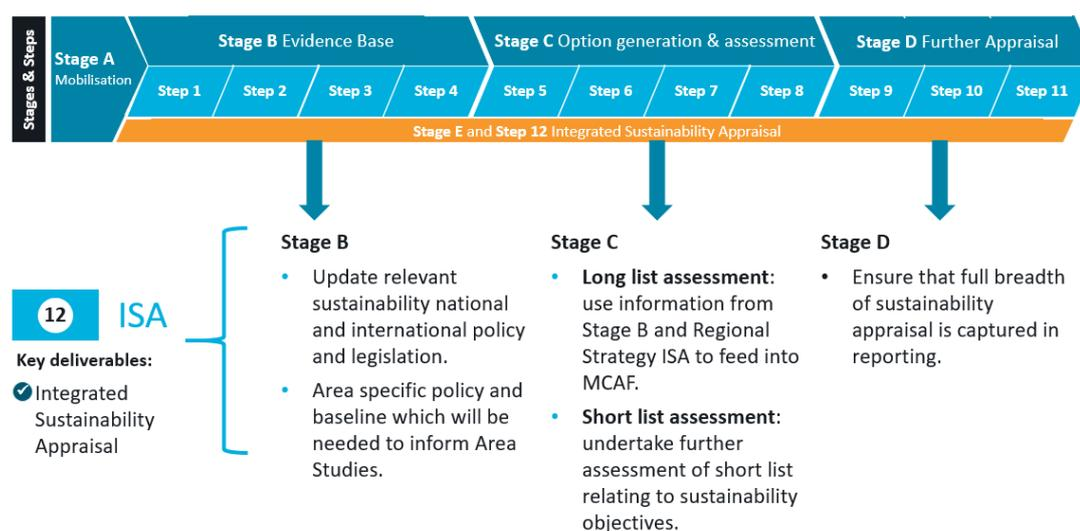 Stages & Steps
Stage A
Mobilisation
Stage B Evidence Base
Stage C Option generation & assessment
Stage D Further Appraisal
Step 1
Step 2
Step 3
Step 4
Step 5
Step 6
Step 7
Step 8
Step 9
Step 10
Step 11
Stage E and Step 12 Integrated Sustainability Appraisal
12
ISA
Key deliverables:
Integrated
Sustainability
Appraisal
Stage B
• Update relevant
sustainability national
and international policy
and legislation.
• Area specific policy and
baseline which will be
needed to inform Area
Studies.
Stage C
• Long list assessment:
use information from
Stage B and Regional
Strategy ISA to feed into
MCAF.
• Short list assessment:
undertake further
assessment of short list
relating to sustainability
objectives.
Stage D
• Ensure that full breadth
of sustainability
appraisal is captured in
reporting.